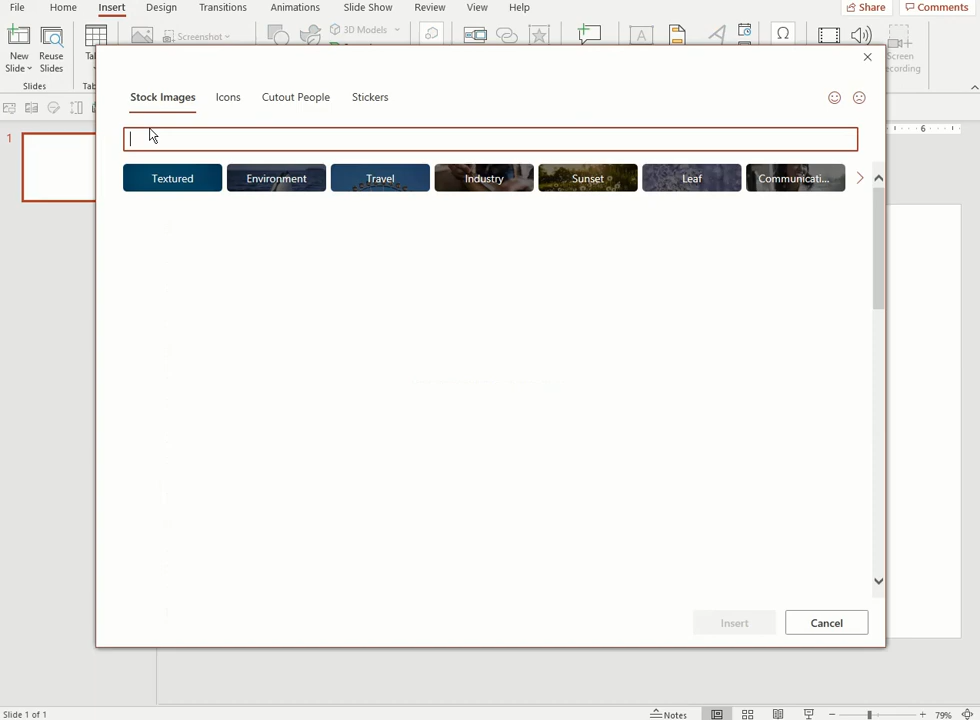 File Home Insert Design Transitions Animations Slide Show Review View Help Share Comments
New Slide
Reuse Slides
Screenshot
3D Models
Screen
Slides
1
6
Stock Images Icons Cutout People Stickers
Textured Environment Travel Industry Sunset Leaf Communicati...
Insert Cancel
Slide 1 of 1 Notes 79%